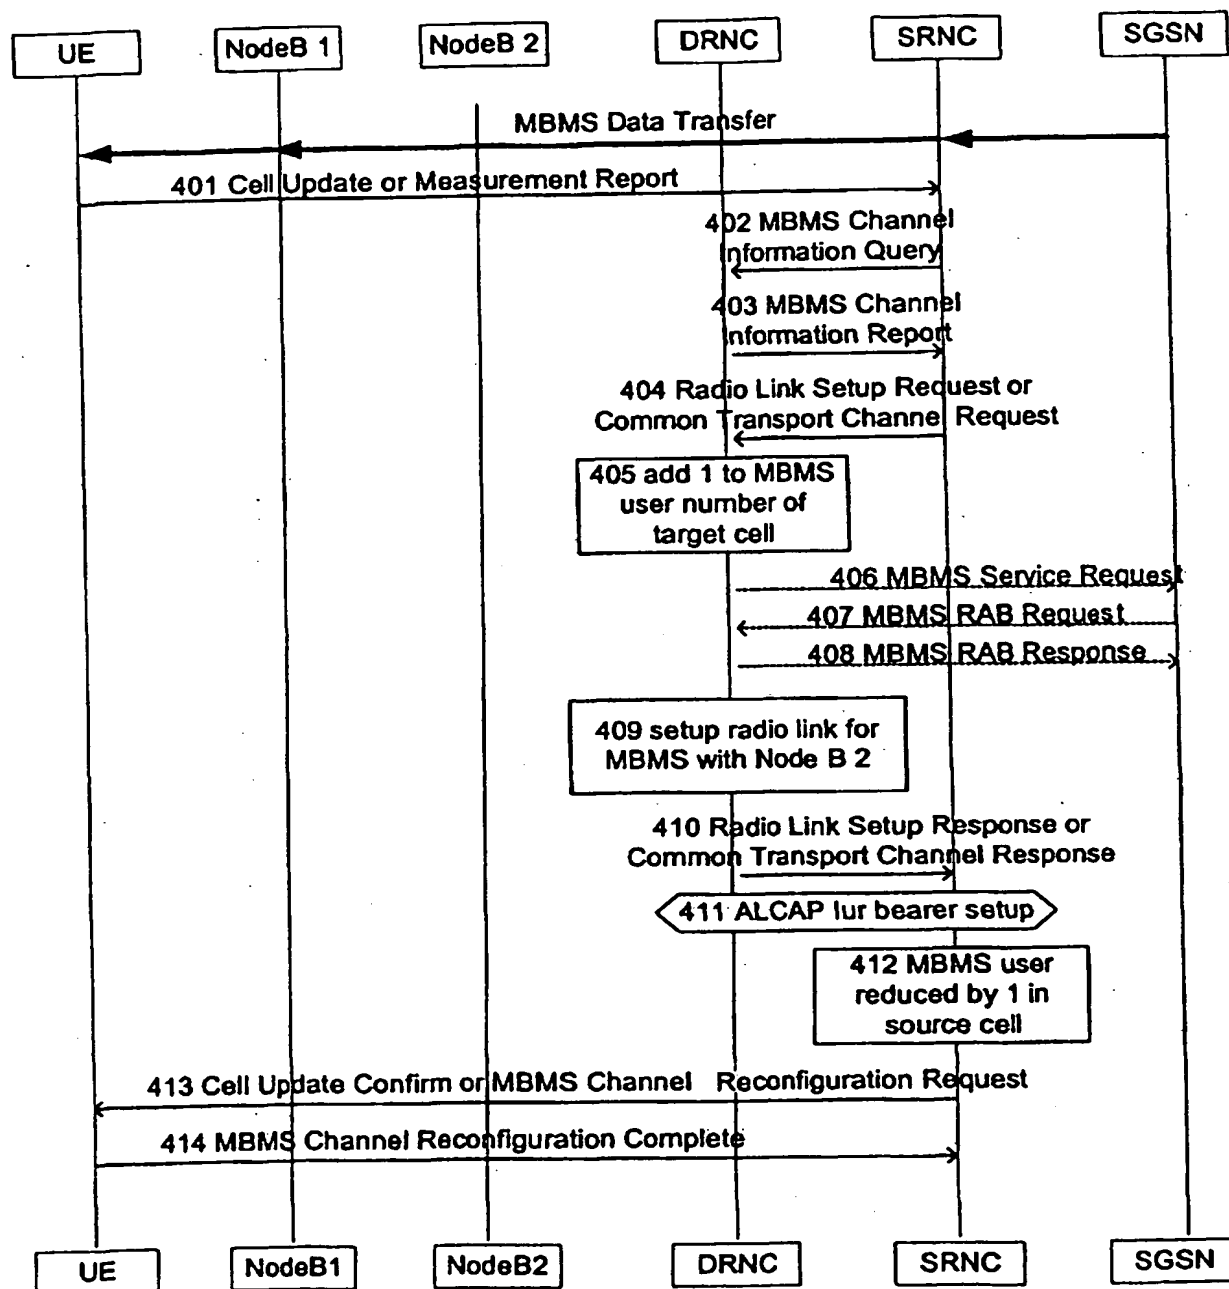 UE
NodeB 1
NodeB 2
DRNC
SRNC
SGSN
MBMS Data Transfer
401 Cell Update or Measurement Report
402 MBMS Channel
Information Query
403 MBMS Channel
Information Report
404 Radio Link Setup Request or
Common Transport Channel Request
405 add 1 to MBMS
user number of
target cell
406 MBMS Service Request
407 MBMS RAB Request
408 MBMS RAB Response
409 setup radio link for
MBMS with Node B 2
410 Radio Link Setup Response or
Common Transport Channel Response
411 ALCAP Iur bearer setup
412 MBMS user
reduced by 1 in
source cell
413 Cell Update Confirm or MBMS Channel Reconfiguration Request
414 MBMS Channel Reconfiguration Complete
UE
NodeB1
NodeB2
DRNC
SRNC
SGSN